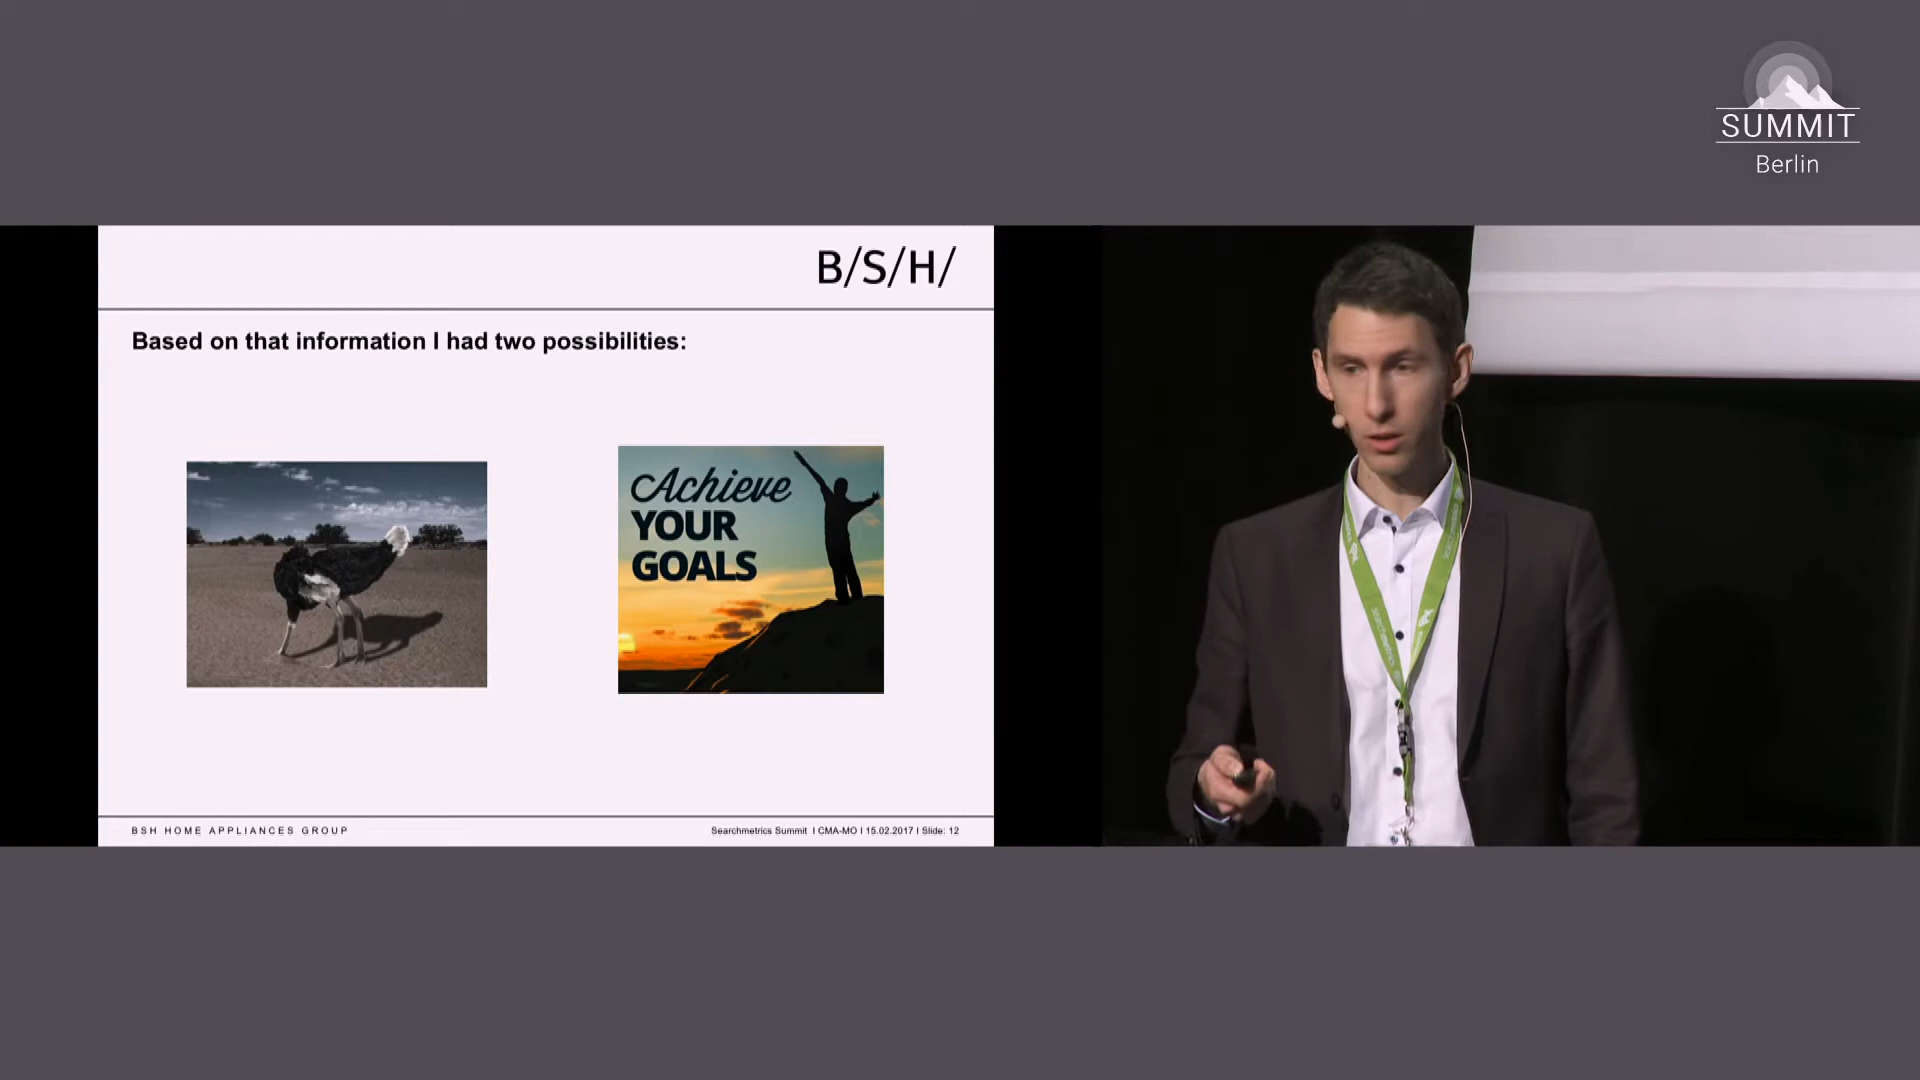 SUMMIT
Berlin
B/S/H/
Based on that information I had two possibilities:
Achieve
YOUR
GOALS
BSH HOME APPLIANCES GROUP
Searchmetrics Summit I CMA-MO I 15.02.2017 I Slide: 12
searchmetrics